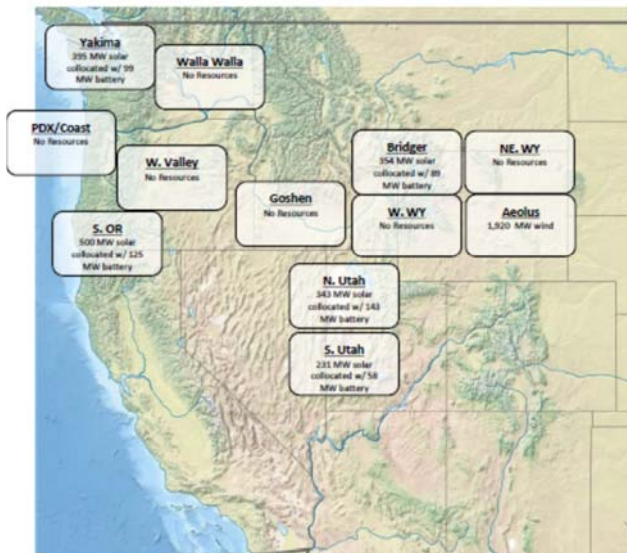 Yakima
395 MW solar
collocated w/ 99
MW battery
Walla Walla
No Resources
PDX/Coast
No Resources
W. Valley
No Resources
Bridger
354 MW solar
collocated w/ 89
MW battery
NE. WY
No Resources
Goshen
No Resources
W. WY
No Resources
Aeolus
1,920 MW wind
S. OR
500 MW solar
collocated w/ 125
MW battery
N. Utah
343 MW solar
collocated w/ 143
MW battery
S. Utah
231 MW solar
collocated w/ 58
MW battery